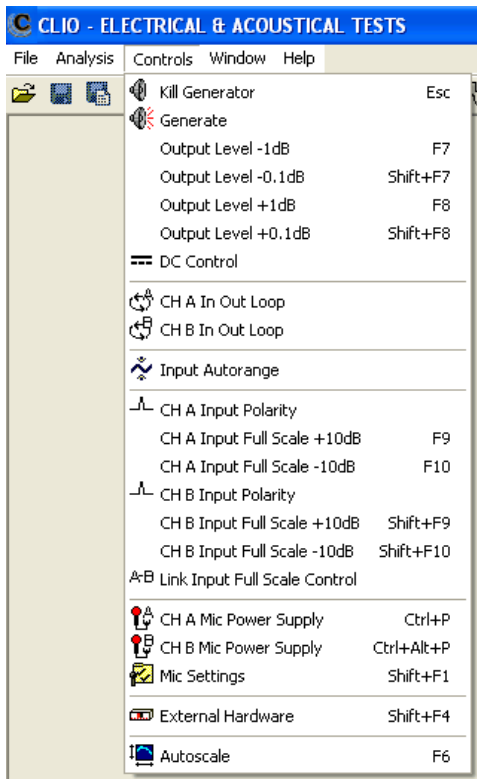 CLIO - ELECTRICAL & ACOUSTICAL TESTS
File Analysis Controls Window Help
Kill Generator Esc
Generate
Output Level -1dB F7
Output Level -0.1dB Shift+F7
Output Level +1dB F8
Output Level +0.1dB Shift+F8
DC Control
CH A In Out Loop
CH B In Out Loop
Input Autorange
CH A Input Polarity
CH A Input Full Scale +10dB F9
CH A Input Full Scale -10dB F10
CH B Input Polarity
CH B Input Full Scale +10dB Shift+F9
CH B Input Full Scale -10dB Shift+F10
A-B Link Input Full Scale Control
CH A Mic Power Supply Ctrl+P
CH B Mic Power Supply Ctrl+Alt+P
Mic Settings Shift+F1
External Hardware Shift+F4
Autoscale F6